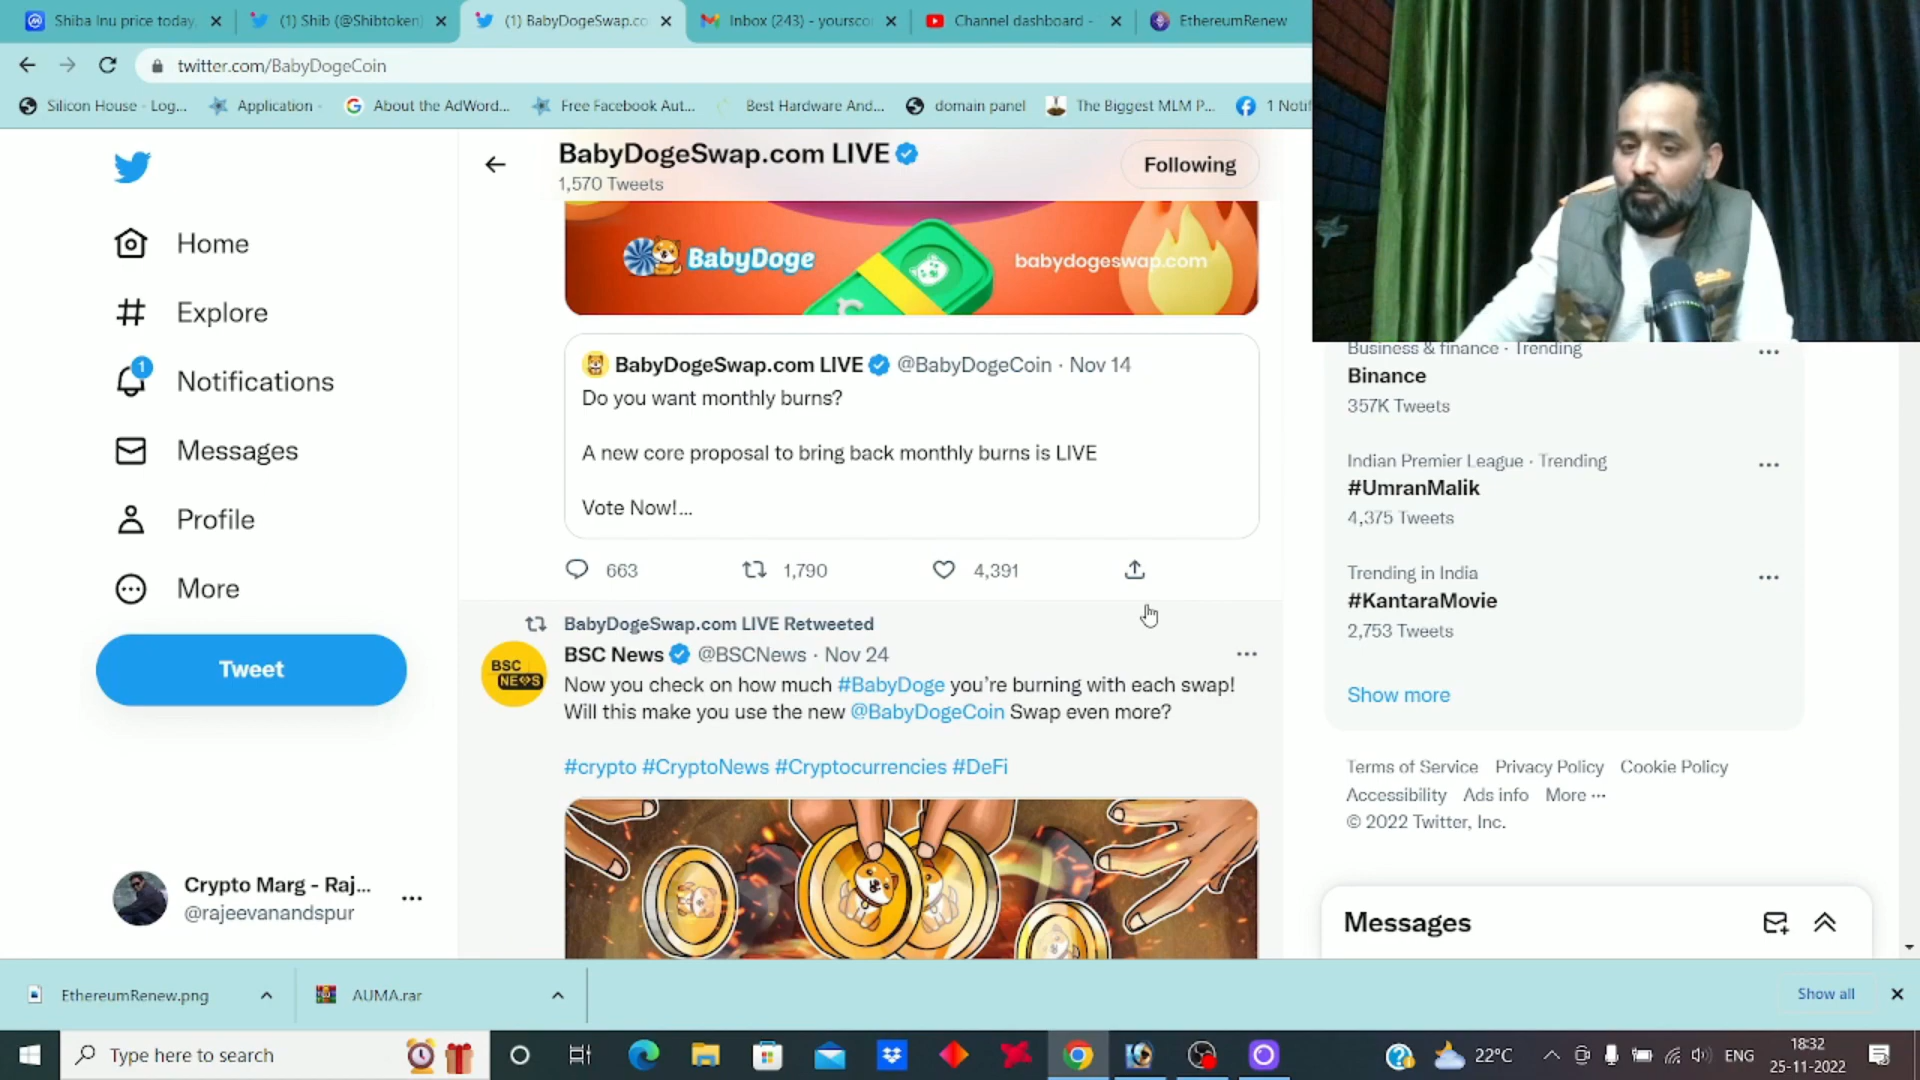 Shiba Inu price today,
(1) Shib (@Shibtoken)
(1) BabyDogeSwap.co
Inbox (243) - yoursco
Channel dashboard -
EthereumRenew
twitter.com/BabyDogeCoin
Silicon House - Log...
Application
About the AdWord...
Free Facebook Aut...
Best Hardware And...
domain panel
The Biggest MLM P...
1 Notif
BabyDogeSwap.com LIVE
1,570 Tweets
Following
Home
Explore
1
Notifications
Messages
Profile
More
Tweet
Crypto Marg - Raj...
@rajeevanandspur
BabyDoge
babydogeswap.com
BabyDogeSwap.com LIVE @BabyDogeCoin · Nov 14
Do you want monthly burns?
A new core proposal to bring back monthly burns is LIVE
Vote Now!...
663
1,790
4,391
BabyDogeSwap.com LIVE Retweeted
BSC NEWS
BSC News @BSCNews · Nov 24
Now you check on how much #BabyDoge you're burning with each swap!
Will this make you use the new @BabyDogeCoin Swap even more?
#crypto #CryptoNews #Cryptocurrencies #DeFi
Business & finance · Trending
Binance
357K Tweets
Indian Premier League · Trending
#UmranMalik
4,375 Tweets
Trending in India
#KantaraMovie
2,753 Tweets
Show more
Terms of Service Privacy Policy Cookie Policy
Accessibility Ads info More ···
© 2022 Twitter, Inc.
Messages
EthereumRenew.png
AUMA.rar
Show all
Type here to search
22°C
ENG
18:32
25-11-2022